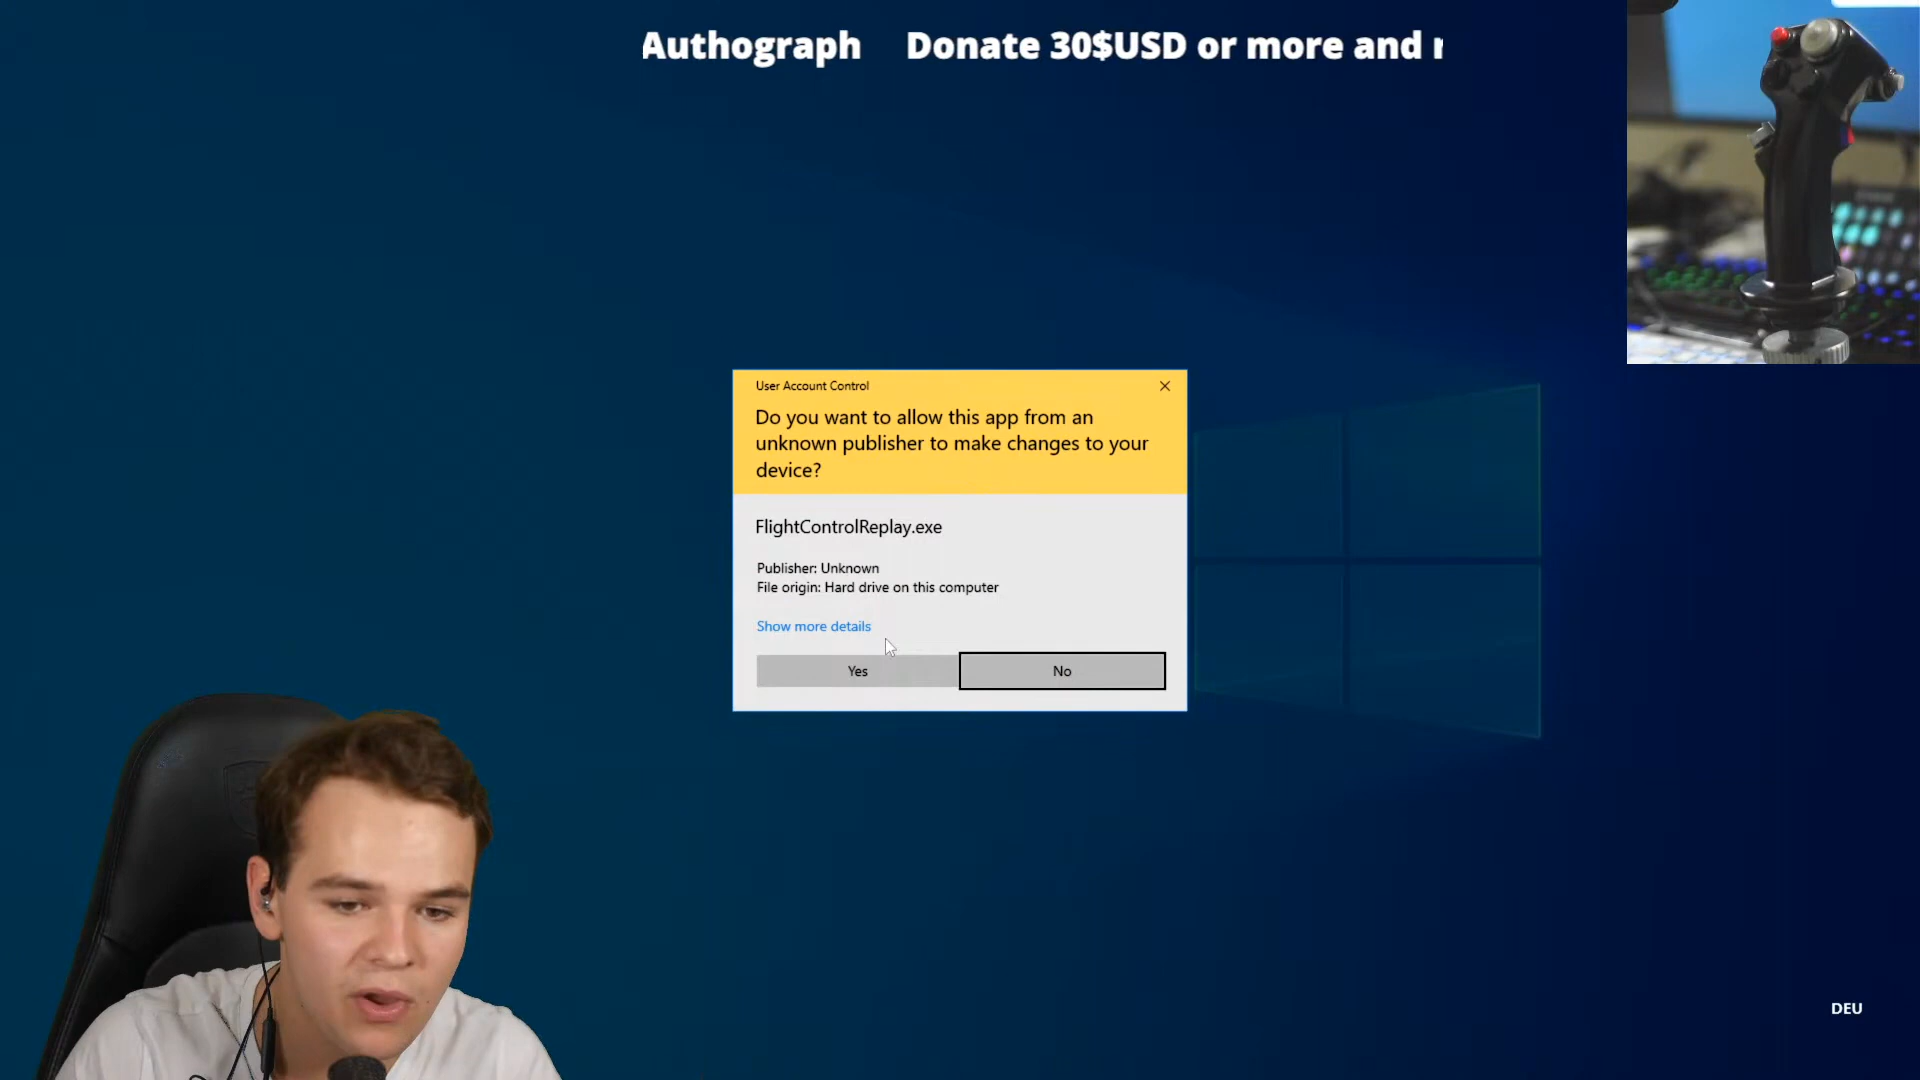 Authograph Donate 30$USD or more and
User Account Control
Do you want to allow this app from an
unknown publisher to make changes to your
device?
FlightControlReplay.exe
Publisher: Unknown
File origin: Hard drive on this computer
Show more details
Yes No
DEU